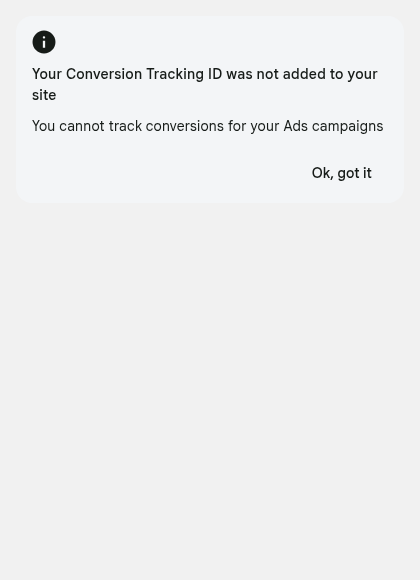 Your Conversion Tracking ID was not added to your
site
You cannot track conversions for your Ads campaigns
Ok, got it